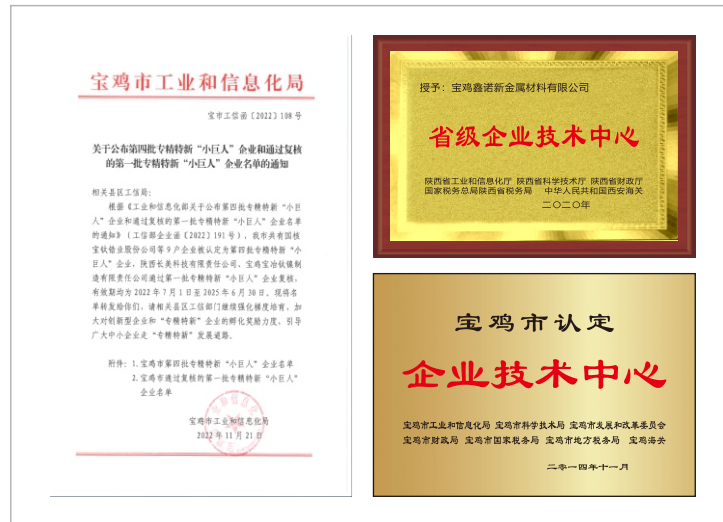 宝鸡市工业和信息化局
宝市工信函〔2022〕108 号
关于公布第四批专精特新“小巨人”企业和通过复核
的第一批专精特新“小巨人”企业名单的通知
相关县区工信局:
根据《工业和信息化部关于公布第四批专精特新“小巨
人”企业和通过复核的第一批专精特新“小巨人”企业名单
的通知》(工信部企业函〔2022〕191 号),我市共有国核
宝钛锆业股份公司等 9 户企业被认定为第四批专精特新“小
巨人”企业,陕西长美科技有限责任公司、宝鸡宝冶钛镍制
造有限责任公司通过第一批专精特新“小巨人”企业复核,
有效期均为 2022 年 7 月 1 日至 2025 年 6 月 30 日。现将名
单转发给你们,请相关县区工信部门继续强化梯度培育,加
大对创新型企业和“专精特新”企业的孵化奖励力度,引导
广大中小企业走“专精特新”发展道路。
附件:1.宝鸡市第四批专精特新“小巨人”企业名单
2.宝鸡市通过复核的第一批专精特新“小巨人”
企业名单
宝鸡市工业和信息化局
2022 年 11 月 21 日
授予:宝鸡鑫诺新金属材料有限公司
省级企业技术中心
陕西省工业和信息化厅 陕西省科学技术厅 陕西省财政厅
国家税务总局陕西省税务局 中华人民共和国西安海关
二〇二〇年
宝鸡市认定
企业技术中心
宝鸡市工业和信息化局 宝鸡市科学技术局 宝鸡市发展和改革委员会
宝鸡市财政局 宝鸡市国家税务局 宝鸡市地方税务局 宝鸡海关
二零一四年十一月